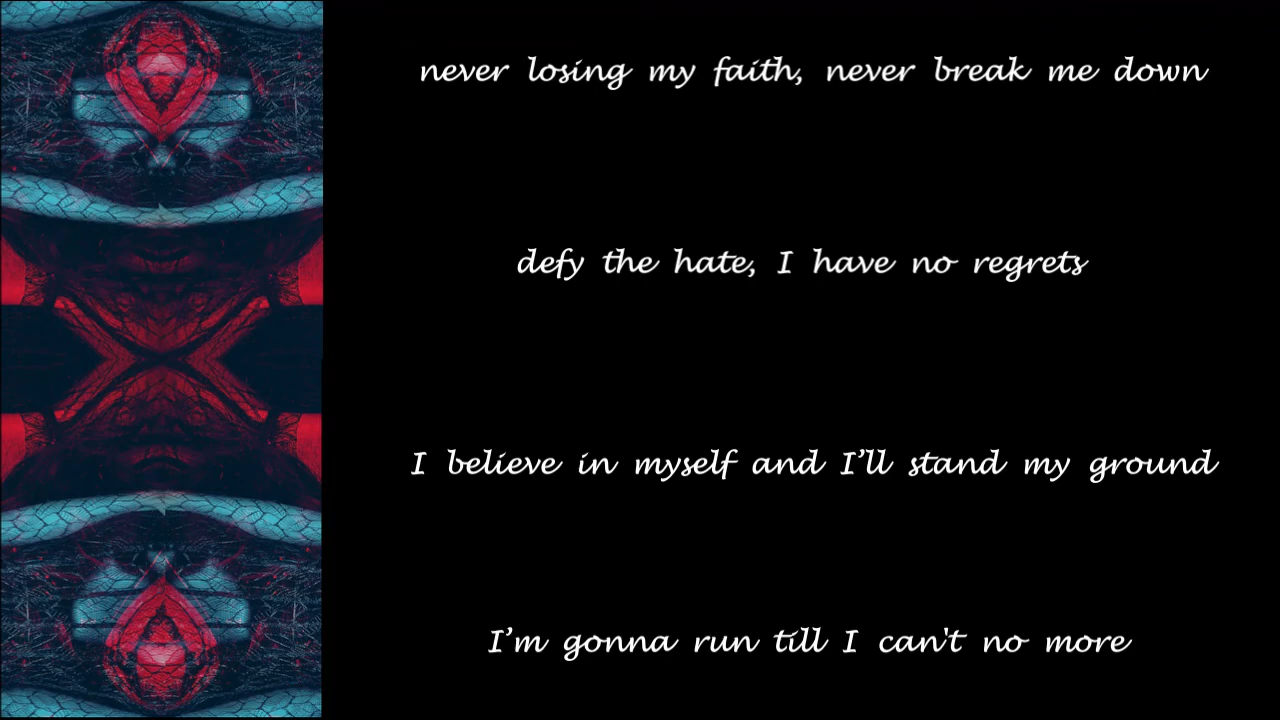 never losing my faith, never break me down
defy the hate, I have no regrets
I believe in myself and I’ll stand my ground
I’m gonna run till I can't no more